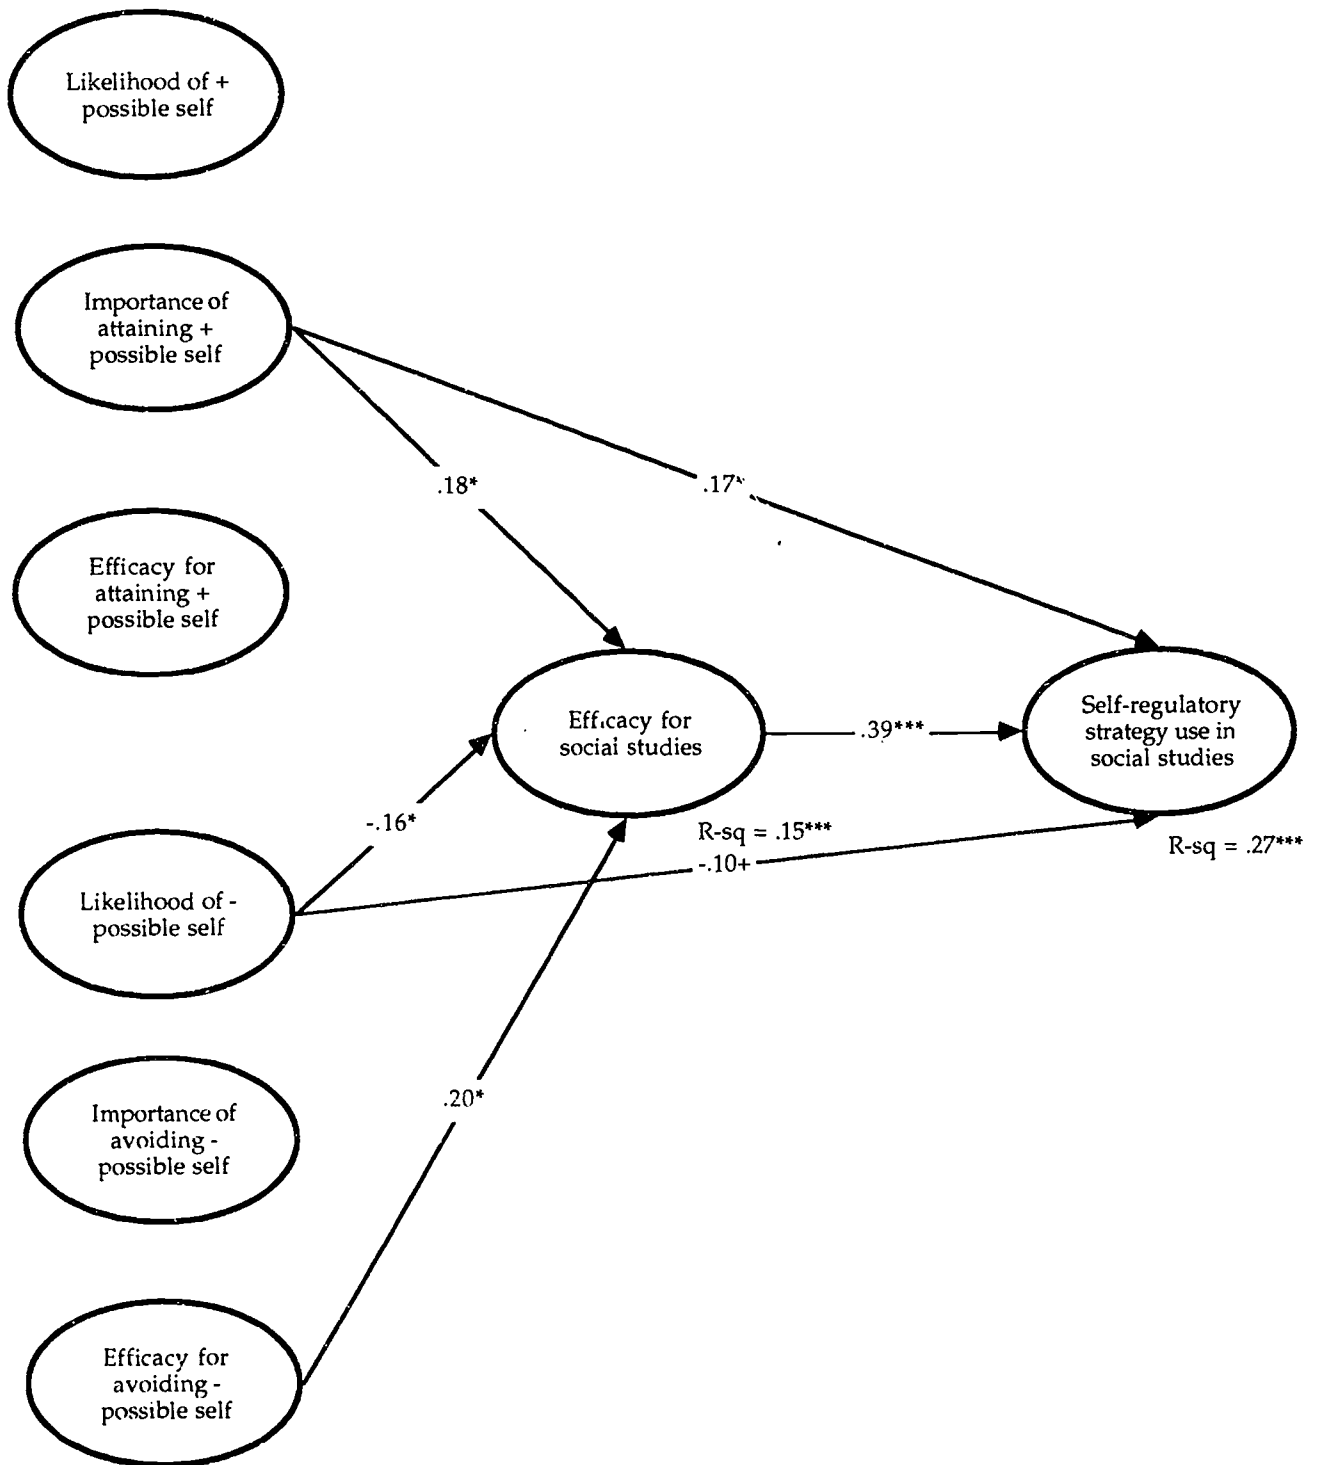 Likelihood of +
possible self
Importance of
attaining +
possible self
.18*
.17*
Efficacy for
attaining +
possible self
Efficacy for
social studies
.39***
Self-regulatory
strategy use in
social studies
-.16*
R-sq = .15***
-.10+
R-sq = .27***
Likelihood of -
possible self
.20*
Importance of
avoiding -
possible self
Efficacy for
avoiding -
possible self